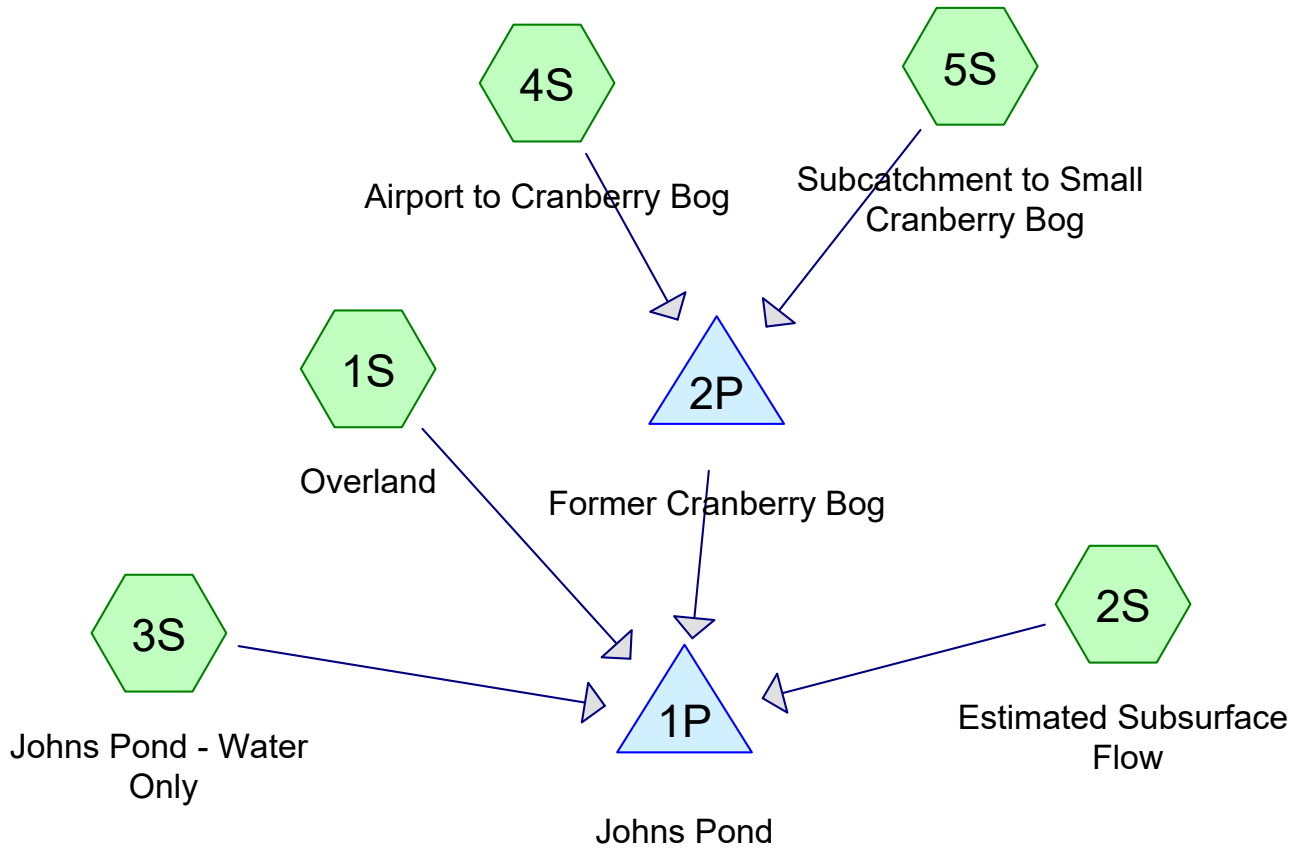 4S
5S
Airport to Cranberry Bog
Subcatchment to Small
Cranberry Bog
1S
2P
Overland
Former Cranberry Bog
3S
2S
1P
Johns Pond - Water
Only
Estimated Subsurface
Flow
Johns Pond